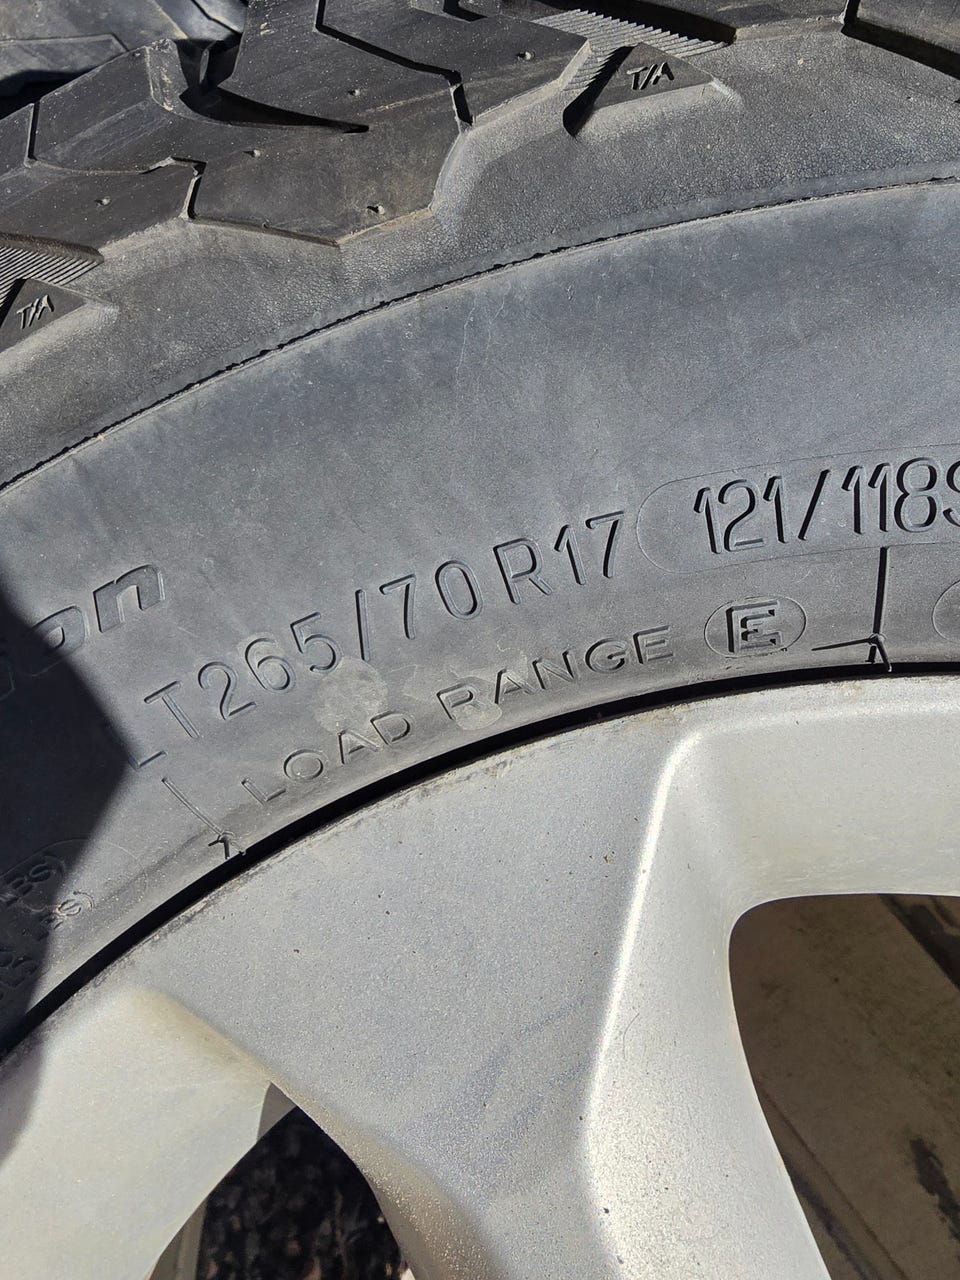 T/A
T/A
LT265/70R17 121/118S
LOAD RANGE E